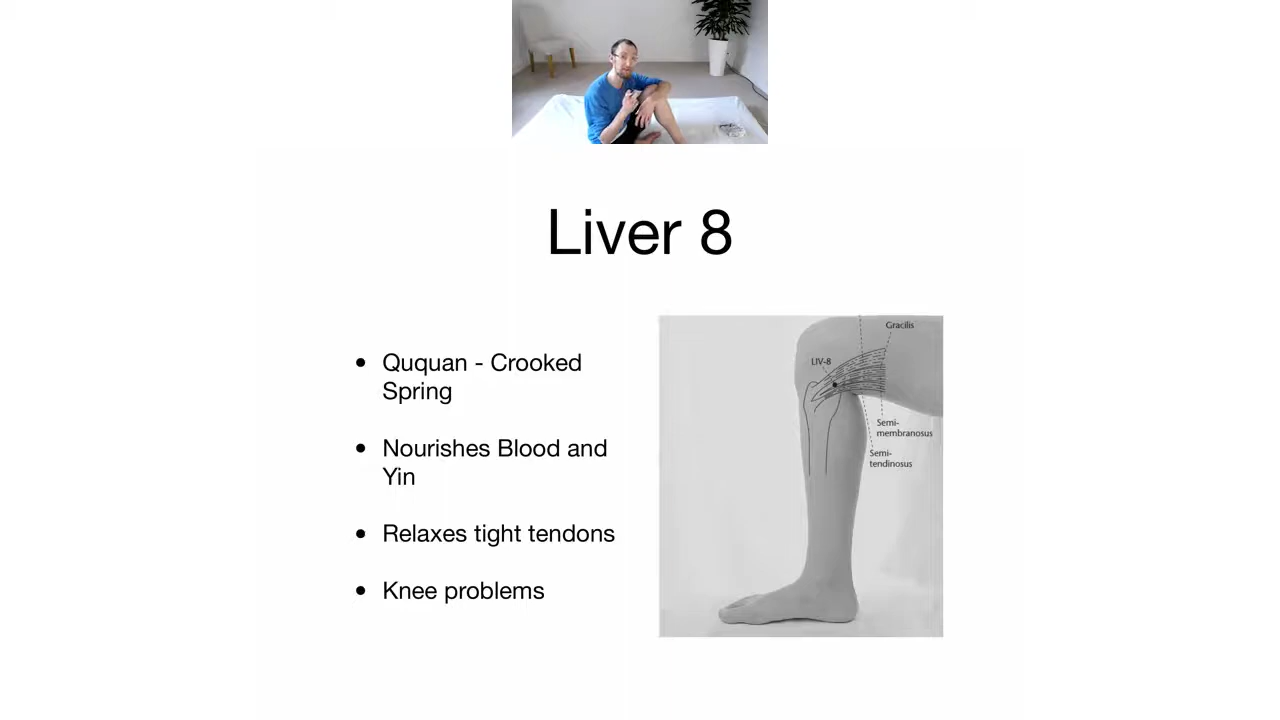 Liver 8
• Ququan - Crooked
Spring
• Nourishes Blood and
Yin
• Relaxes tight tendons
• Knee problems
Gracilis
LIV-8
Semi-
membranosus
Semi-
tendinosus